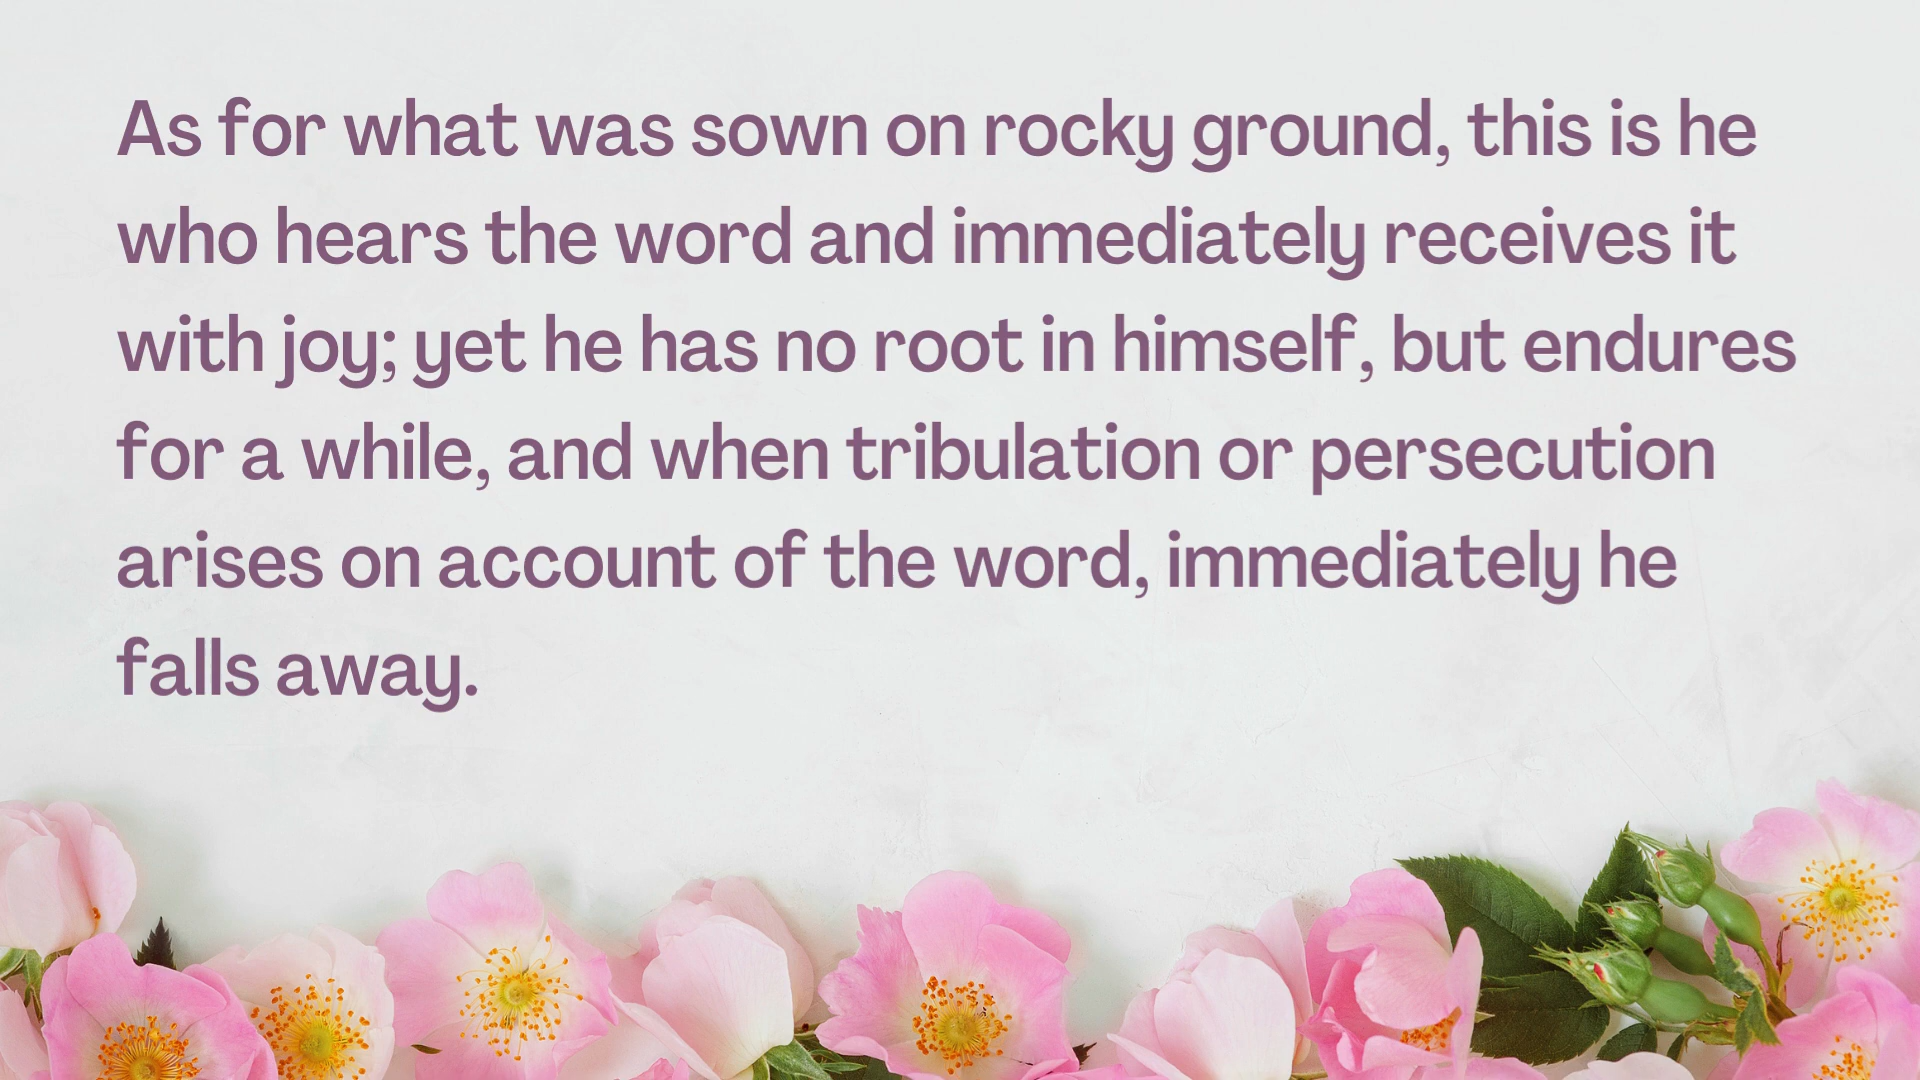 As for what was sown on rocky ground, this is he
who hears the word and immediately receives it
with joy; yet he has no root in himself, but endures
for a while, and when tribulation or persecution
arises on account of the word, immediately he
falls away.